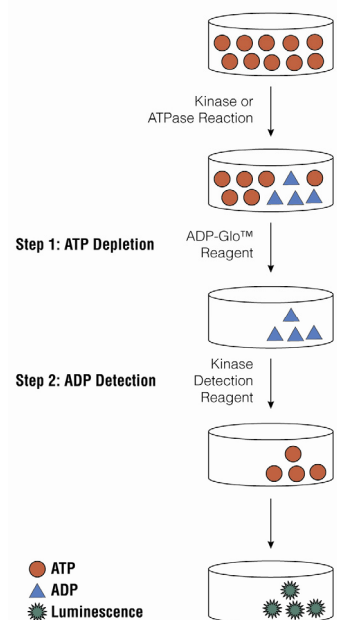 Kinase or
ATPase Reaction
Step 1: ATP Depletion
ADP-Glo™
Reagent
Step 2: ADP Detection
Kinase
Detection
Reagent
ATP
ADP
Luminescence